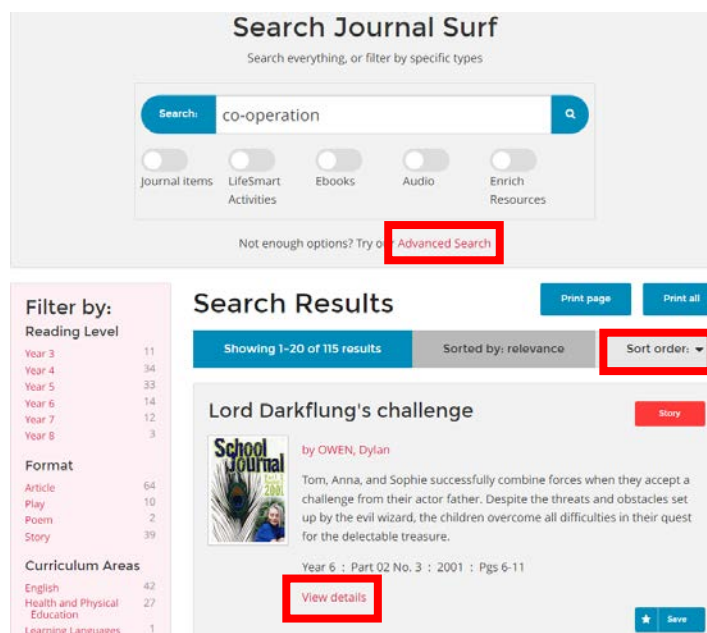 Search Journal Surf
Search everything, or filter by specific types
Search:
co-operation
Journal items
LifeSmart
Activities
Ebooks
Audio
Enrich
Resources
Not enough options? Try our Advanced Search
Filter by:
Reading Level
Year 3 11
Year 4 34
Year 5 33
Year 6 14
Year 7 12
Year 8 3
Format
Article 64
Play 10
Poem 2
Story 39
Curriculum Areas
English 42
Health and Physical 27
Education
Learning Languages 1
Search Results
Print page
Print all
Showing 1-20 of 115 results
Sorted by: relevance
Sort order:
Lord Darkflung's challenge
Story
School
Journal
2001
by OWEN, Dylan
Tom, Anna, and Sophie successfully combine forces when they accept a
challenge from their actor father. Despite the threats and obstacles set
up by the evil wizard, the children overcome all difficulties in their quest
for the delectable treasure.
Year 6 : Part 02 No. 3 : 2001 : Pgs 6-11
View details
Save